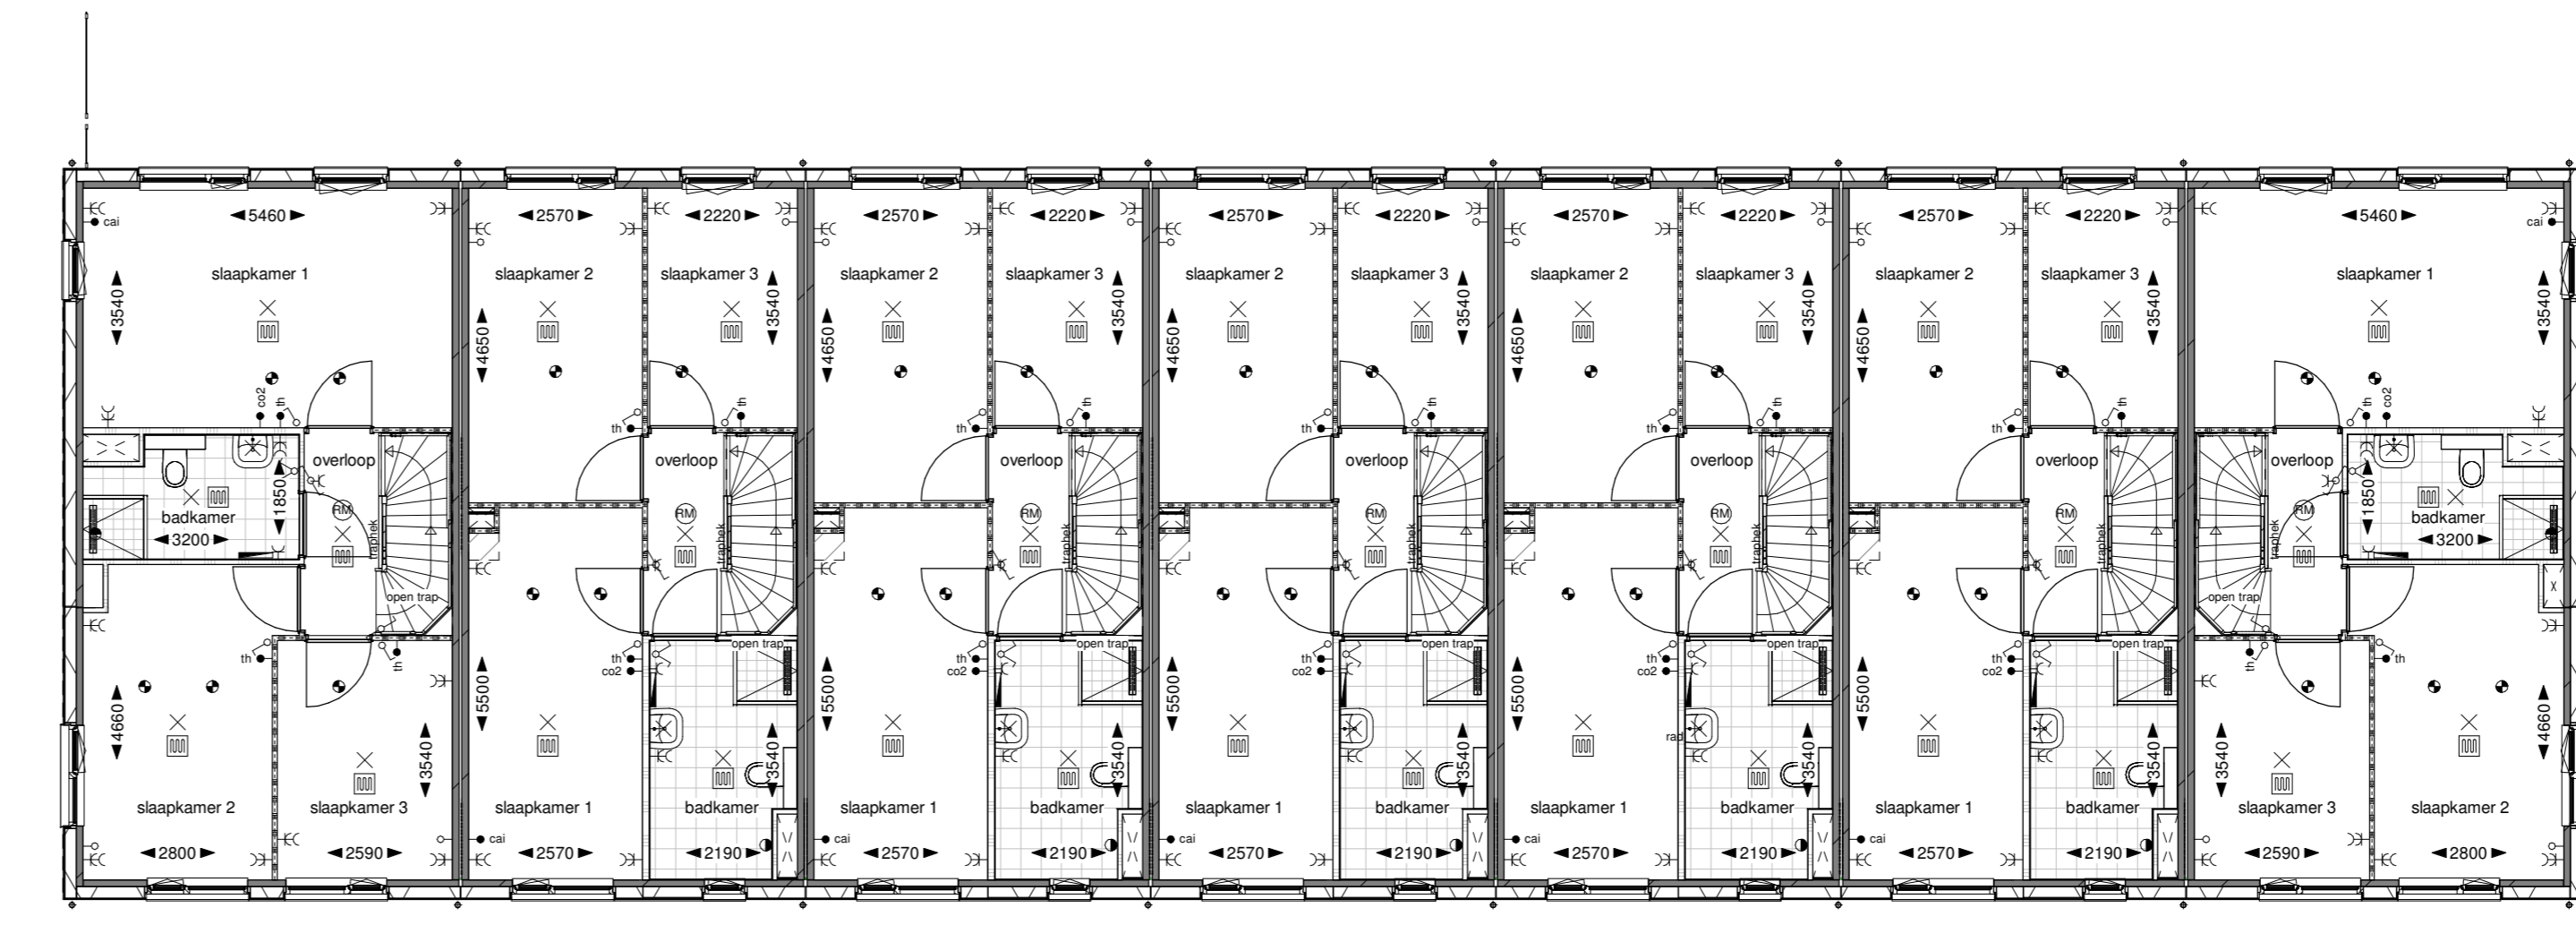 5460 2570 2220 2570 2220 2570 2220 2570 2220 2570 2220 5460
cai cai
slaapkamer 1 slaapkamer 2 slaapkamer 3 slaapkamer 2 slaapkamer 3 slaapkamer 2 slaapkamer 3 slaapkamer 2 slaapkamer 3 slaapkamer 2 slaapkamer 3 slaapkamer 1
3540 4650 3540 4650 3540 4650 3540 4650 3540 4650 3540 3540
co2 th th th th th th th th th th th th co2
overloop overloop overloop overloop overloop overloop overloop
1850 1850
RM RM RM RM RM RM RM
badkamer badkamer
3200 3200
traphek traphek traphek traphek traphek traphek traphek
open trap open trap
th th open trap open trap open trap open trap open trap th th
th th th th th
co2 co2 co2 co2 co2
4660 3540 5500 3540 5500 3540 5500 3540 5500 3540 5500 3540 3540 4660
rad
slaapkamer 2 slaapkamer 3 slaapkamer 1 badkamer slaapkamer 1 badkamer slaapkamer 1 badkamer slaapkamer 1 badkamer slaapkamer 1 badkamer slaapkamer 3 slaapkamer 2
cai cai cai cai cai
2800 2590 2570 2190 2570 2190 2570 2190 2570 2190 2570 2190 2590 2800